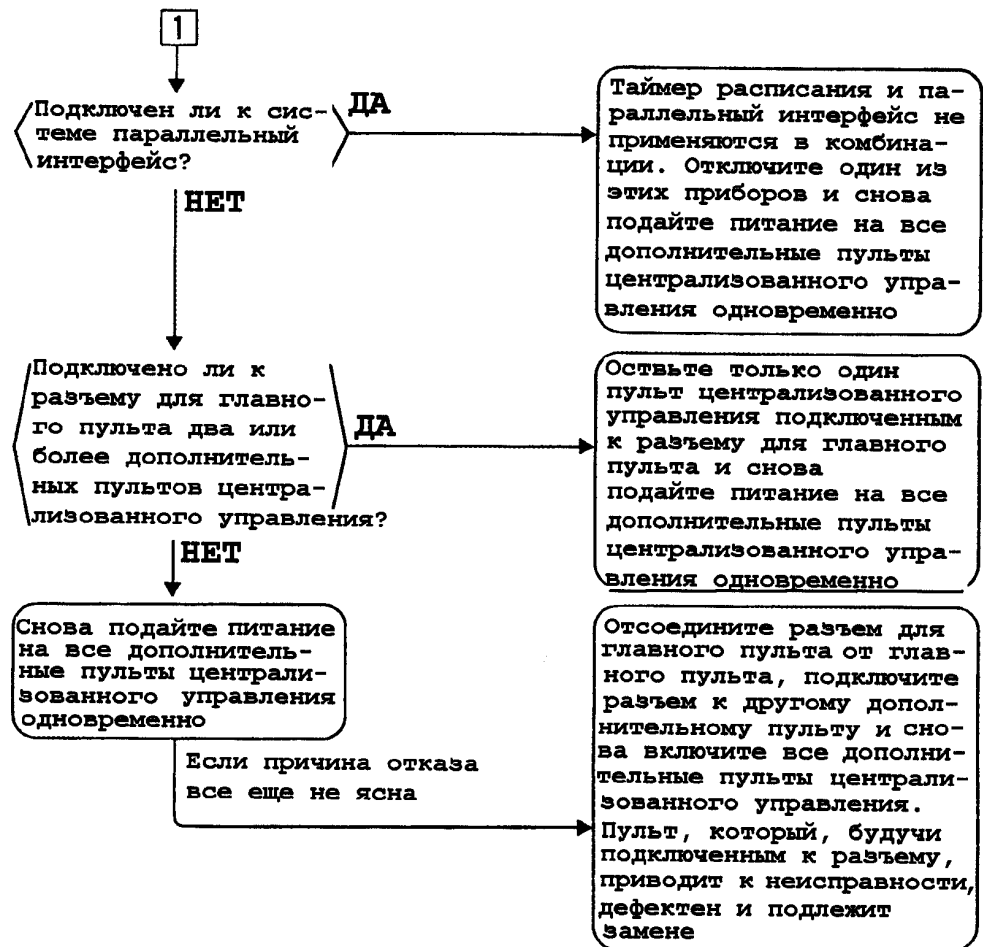 1
Подключен ли к сис-
теме параллельный
интерфейс?
ДА
Таймер расписания и па-
раллельный интерфейс не
применяются в комбина-
ции. Отключите один из
этих приборов и снова
подайте питание на все
дополнительные пульты
централизованного упра-
вления одновременно
НЕТ
Подключено ли к
разъему для главно-
го пульта два или
более дополнитель-
ных пультов центра-
лизованного управления?
ДА
Оствьте только один
пульт централизованного
управления подключенным
к разъему для главного
пульта и снова
подайте питание на все
дополнительные пульты
централизованного упра-
вления одновременно
НЕТ
Снова подайте питание
на все дополнитель-
ные пульты централи-
зованного управления
одновременно
Если причина отказа
все еще не ясна
Отсоедините разъем для
главного пульта от глав-
ного пульта, подключите
разъем к другому допол-
нительному пульту и сно-
ва включите все дополни-
тельные пульты централи-
зованного управления.
Пульт, который, будучи
подключенным к разъему,
приводит к неисправности,
дефектен и подлежит
замене